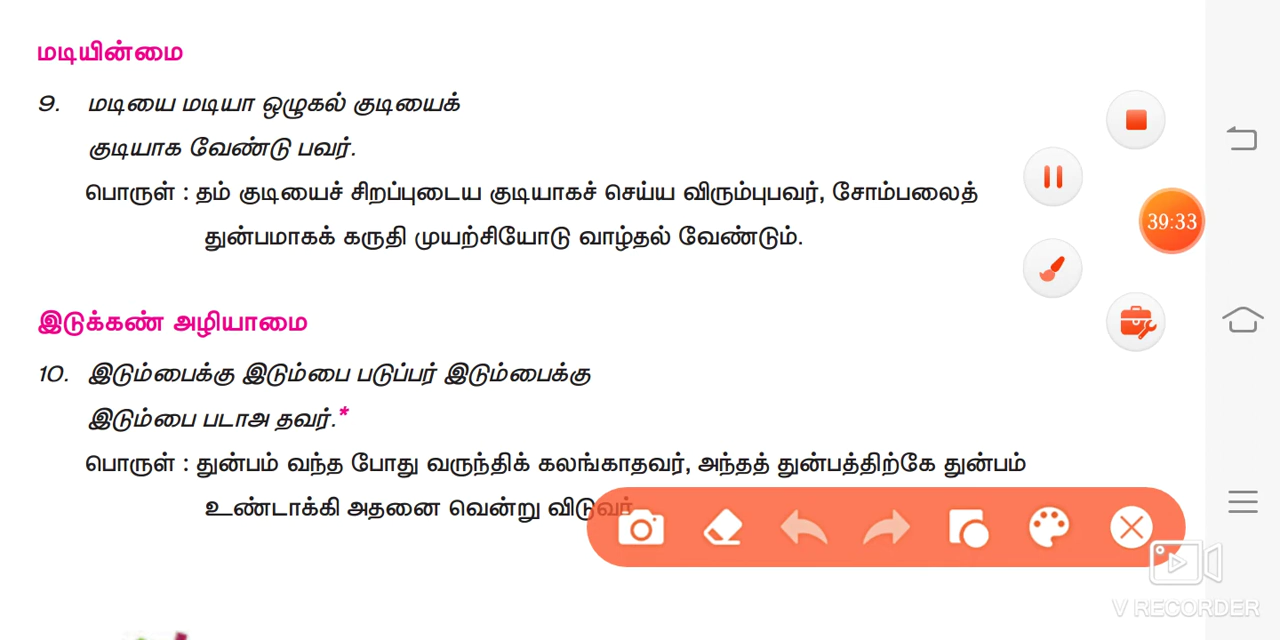 மடியின்மை
9. மடியை மடியா ஒழுகல் குடியைக்
குடியாக வேண்டு பவர்.
பொருள் : தம் குடியைச் சிறப்புடைய குடியாகச் செய்ய விரும்புபவர், சோம்பலைத்
துன்பமாகக் கருதி முயற்சியோடு வாழ்தல் வேண்டும்.
39:33
இடுக்கண் அழியாமை
10. இடும்பைக்கு இடும்பை படுப்பர் இடும்பைக்கு
இடும்பை படாஅ தவர்.*
பொருள் : துன்பம் வந்த போது வருந்திக் கலங்காதவர், அந்தத் துன்பத்திற்கே துன்பம்
உண்டாக்கி அதனை வென்று விடுவர்
V RECORDER